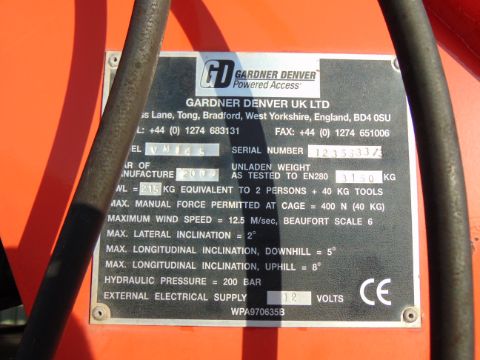 GD GARDNER DENVER
Powered Access
GARDNER DENVER UK LTD
Lane, Tong, Bradford, West Yorkshire, England, BD4 0SU
+44 (0) 1274 683131 FAX: +44 (0) 1274 651006
SERIAL NUMBER
UNLADEN WEIGHT
AS TESTED TO EN280 KG
= 215 KG EQUIVALENT TO 2 PERSONS + 40 KG TOOLS
MAX. MANUAL FORCE PERMITTED AT CAGE = 400 N (40 KG)
MAXIMUM WIND SPEED = 12.5 M/sec, BEAUFORT SCALE 6
MAX. LATERAL INCLINATION = 2°
MAX. LONGITUDINAL INCLINATION, DOWNHILL = 5°
MAX. LONGITUDINAL INCLINATION, UPHILL = 8°
HYDRAULIC PRESSURE = 200 BAR
EXTERNAL ELECTRICAL SUPPLY 12 VOLTS
CE
WPA970635B